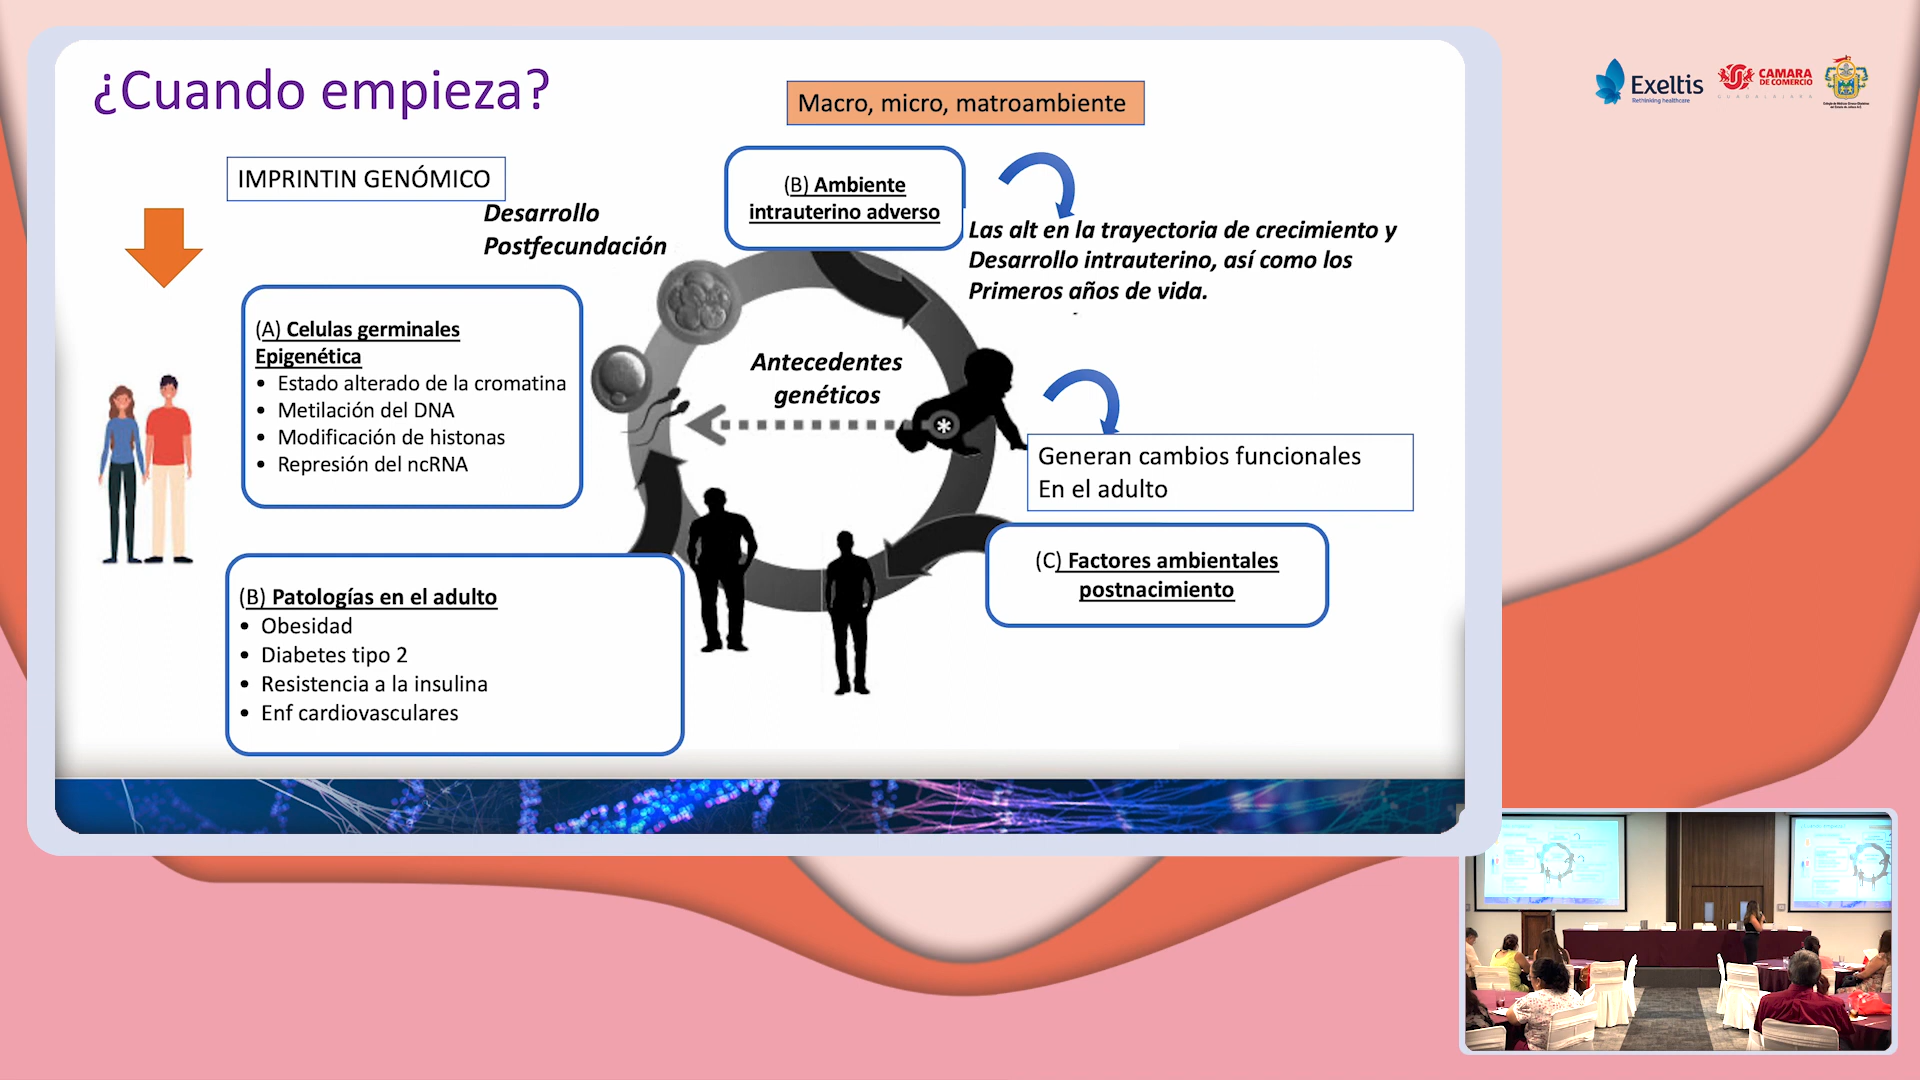 ¿Cuando empieza?
Macro, micro, matroambiente
IMPRINTIN GENÓMICO
Desarrollo
Postfecundación
(B) Ambiente
intrauterino adverso
Las alt en la trayectoria de crecimiento y
Desarrollo intrauterino, así como los
Primeros años de vida.
(A) Celulas germinales
Epigenética
• Estado alterado de la cromatina
• Metilación del DNA
• Modificación de histonas
• Represión del ncRNA
Antecedentes
genéticos
*
Generan cambios funcionales
En el adulto
(C) Factores ambientales
postnacimiento
(B) Patologías en el adulto
• Obesidad
• Diabetes tipo 2
• Resistencia a la insulina
• Enf cardiovasculares
Exeltis
Rethinking healthcare
CAMARA
DE COMERCIO
GUADALAJARA